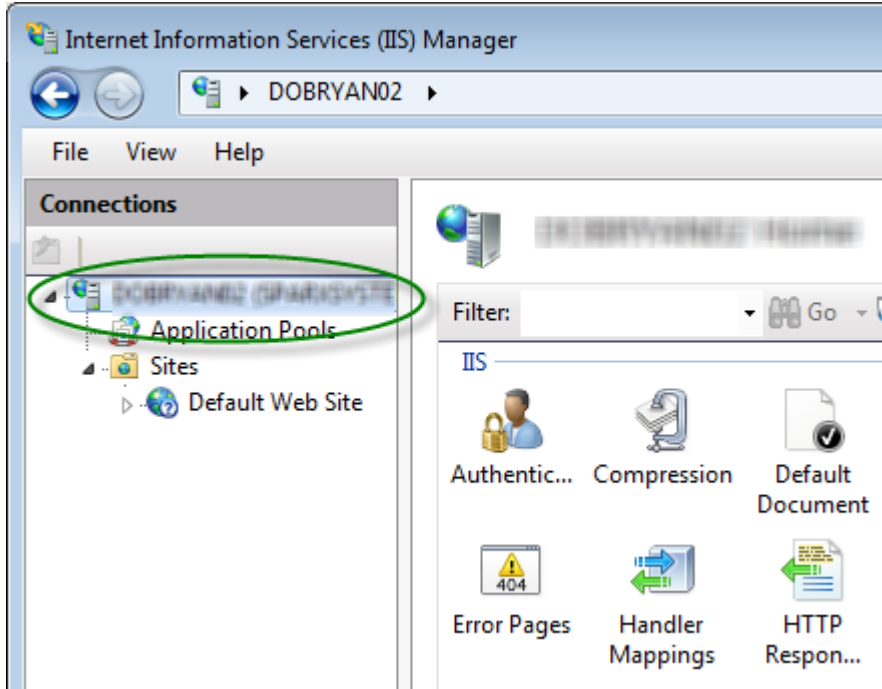 Internet Information Services (IIS) Manager
DOBRYAN02
File View Help
Connections
Application Pools
Sites
Default Web Site
Filter: Go
IIS
Authentic... Compression Default Document
Error Pages Handler Mappings HTTP Respon...
404